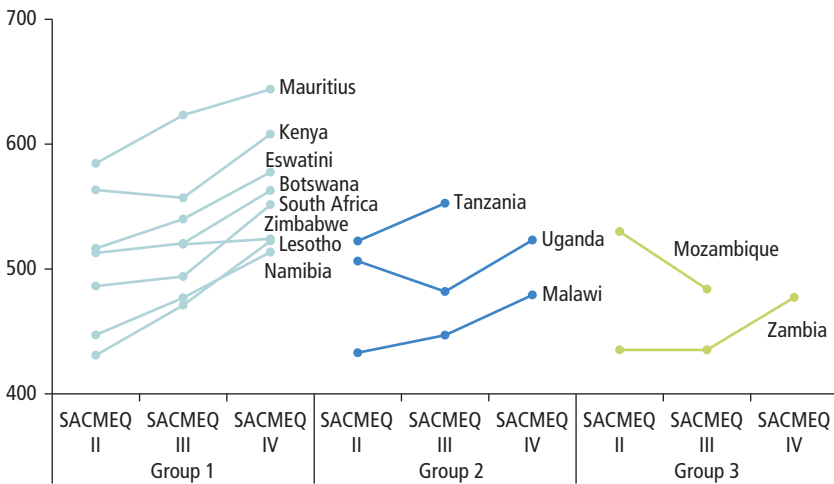 700
600
500
400
Mauritius
Kenya
Eswatini
Botswana
South Africa
Zimbabwe
Lesotho
Namibia
Tanzania
Uganda
Malawi
Mozambique
Zambia
SACMEQ SACMEQ SACMEQ SACMEQ SACMEQ SACMEQ SACMEQ SACMEQ SACMEQ
II III IV II III IV II III IV
Group 1 Group 2 Group 3